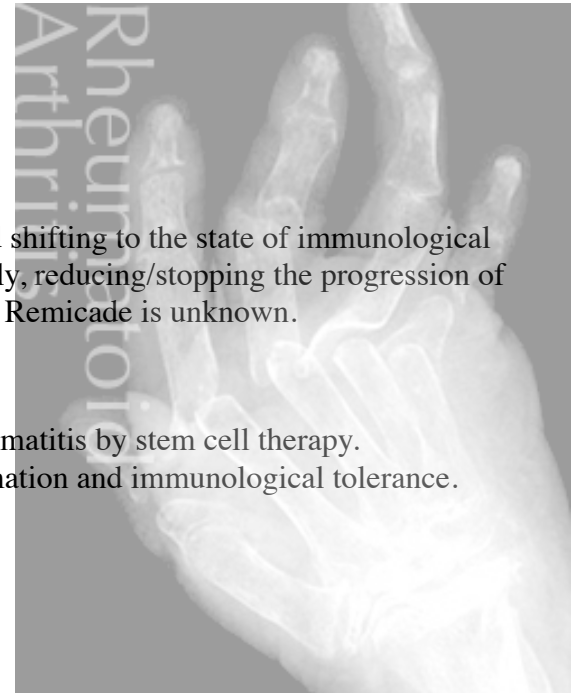 Rheumatoid
Arthritis
shifting to the state of immunological
ly, reducing/stopping the progression of
Remicade is unknown.
matitis by stem cell therapy.
nation and immunological tolerance.